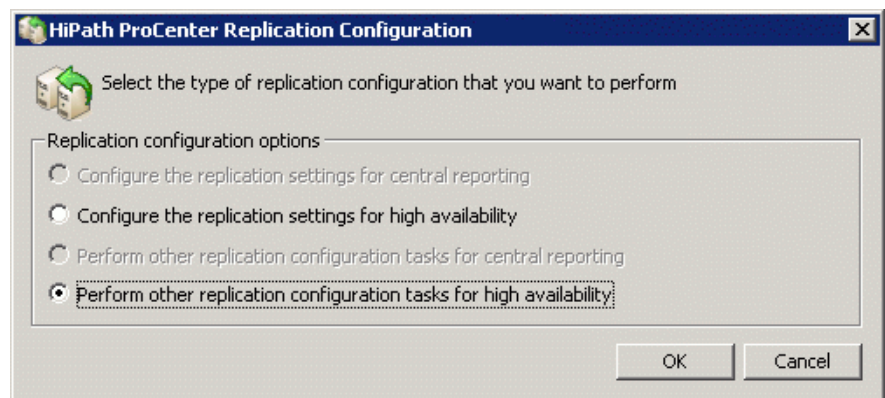 HiPath ProCenter Replication Configuration
Select the type of replication configuration that you want to perform
Replication configuration options
Configure the replication settings for central reporting
Configure the replication settings for high availability
Perform other replication configuration tasks for central reporting
Perform other replication configuration tasks for high availability
OK Cancel